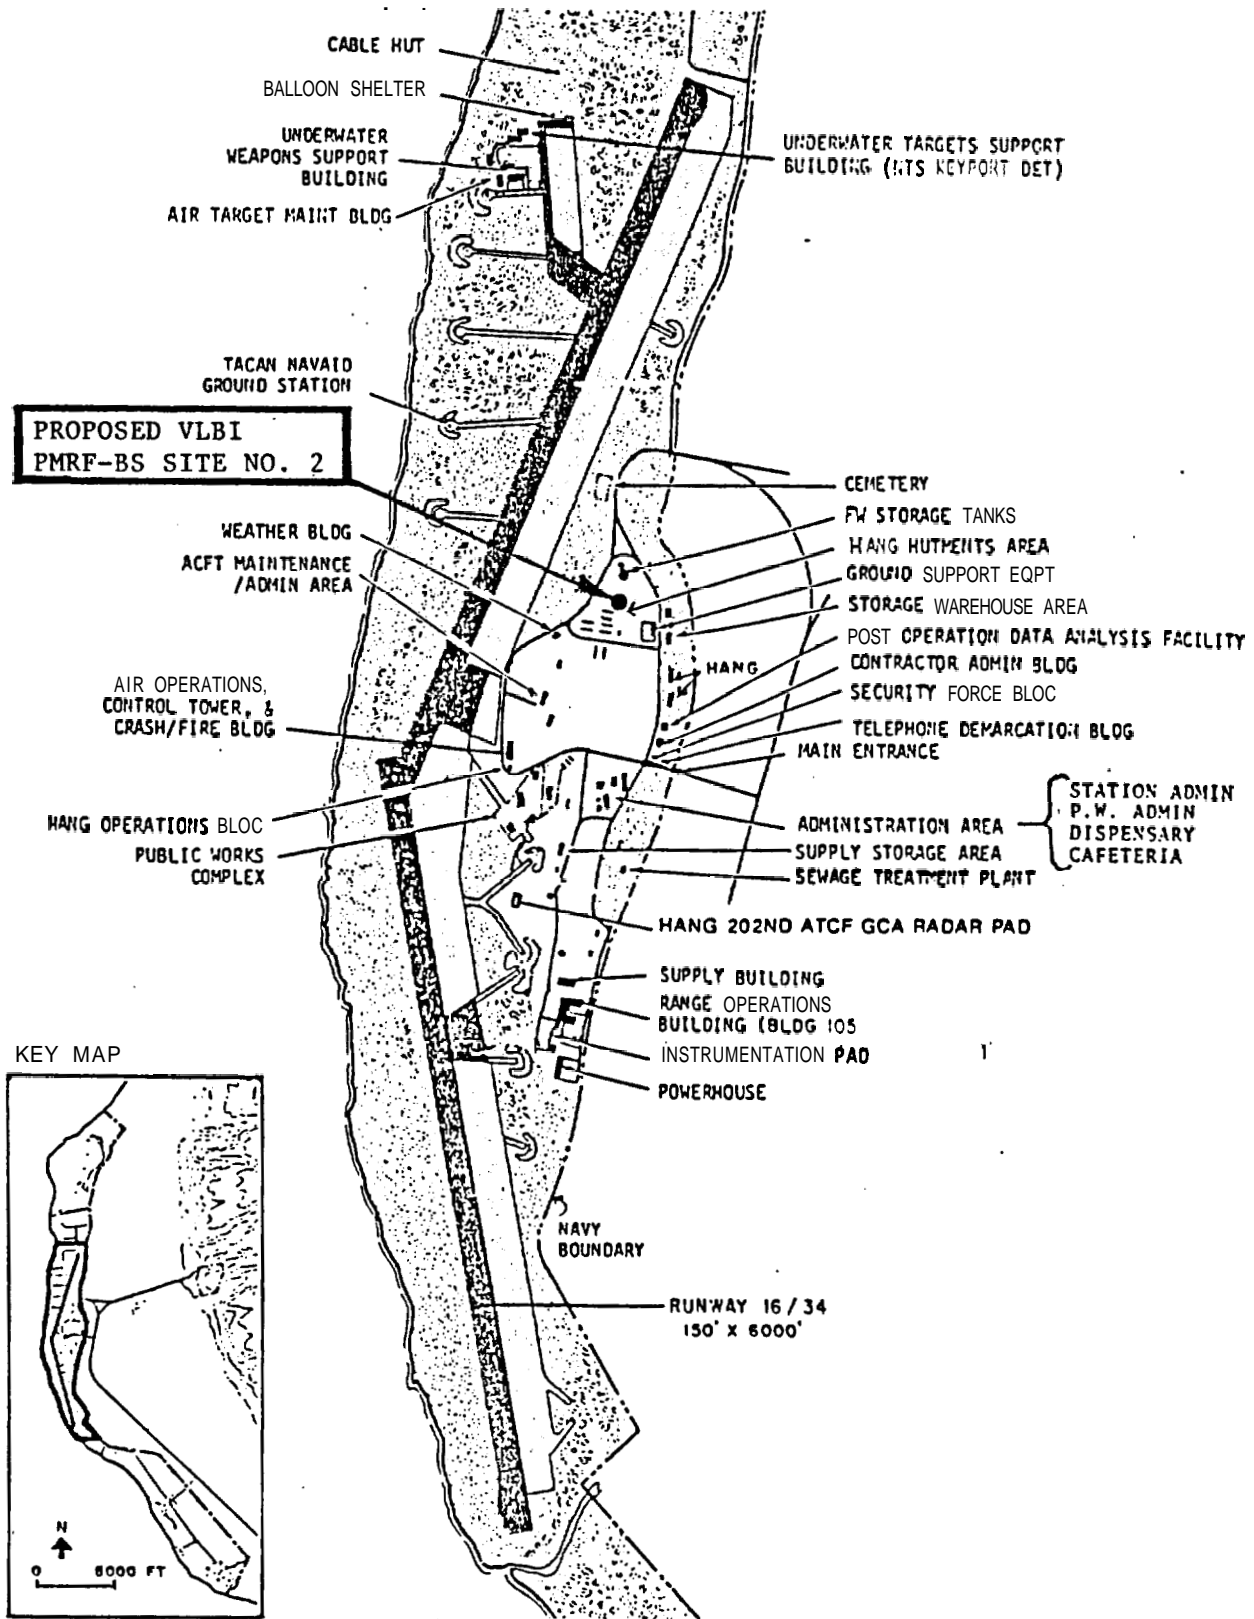 CABLE HUT
BALLOON SHELTER
UNDERWATER
WEAPONS SUPPORT
BUILDING
AIR TARGET MAINT BLDG
UNDERWATER TARGETS SUPPORT
BUILDING (NTS KEYPORT DET)
TACAN NAVAID
GROUND STATION
PROPOSED VLBI
PMRF-BS SITE NO. 2
WEATHER BLDG
ACFT MAINTENANCE
/ADMIN AREA
AIR OPERATIONS,
CONTROL TOWER, &
CRASH/FIRE BLDG
HANG OPERATIONS BLOC
PUBLIC WORKS
COMPLEX
CEMETERY
FW STORAGE TANKS
HANG HUTMENTS AREA
GROUND SUPPORT EQPT
STORAGE WAREHOUSE AREA
POST OPERATION DATA ANALYSIS FACILITY
HANG
CONTRACTOR ADMIN BLDG
SECURITY FORCE BLOC
TELEPHONE DEMARCATION BLDG
MAIN ENTRANCE
ADMINISTRATION AREA
STATION ADMIN
P.W. ADMIN
DISPENSARY
CAFETERIA
SUPPLY STORAGE AREA
SEWAGE TREATMENT PLANT
HANG 202ND ATCF GCA RADAR PAD
SUPPLY BUILDING
RANGE OPERATIONS
BUILDING (BLDG 105
INSTRUMENTATION PAD
POWERHOUSE
NAVY
BOUNDARY
RUNWAY 16/34
150' X 6000'
KEY MAP
N
0 6000 FT